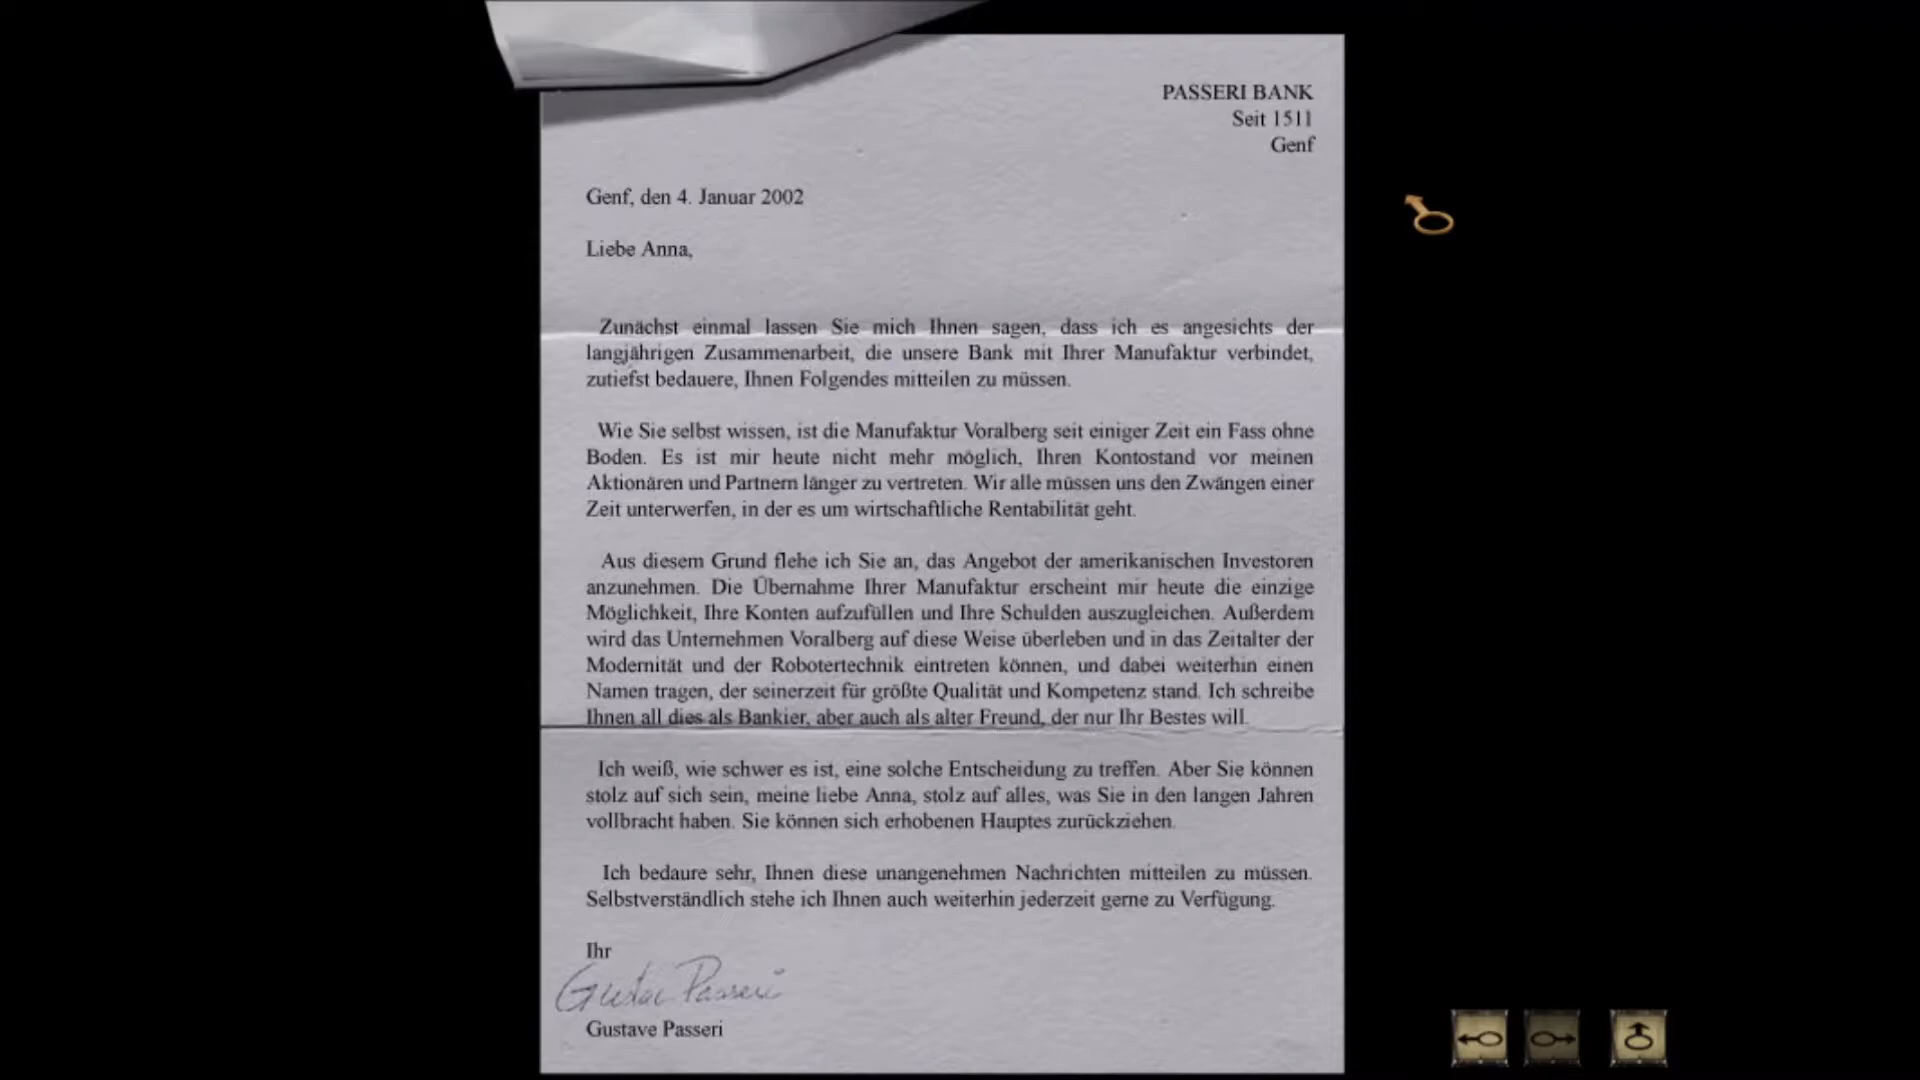 PASSERI BANK
Seit 1511
Genf
Genf, den 4. Januar 2002
Liebe Anna,
Zunächst einmal lassen Sie mich Ihnen sagen, dass ich es angesichts der
langjährigen Zusammenarbeit, die unsere Bank mit Ihrer Manufaktur verbindet,
zutiefst bedauere, Ihnen Folgendes mitteilen zu müssen.
Wie Sie selbst wissen, ist die Manufaktur Voralberg seit einiger Zeit ein Fass ohne
Boden. Es ist mir heute nicht mehr möglich, Ihren Kontostand vor meinen
Aktionären und Partnern länger zu vertreten. Wir alle müssen uns den Zwängen einer
Zeit unterwerfen, in der es um wirtschaftliche Rentabilität geht.
Aus diesem Grund flehe ich Sie an, das Angebot der amerikanischen Investoren
anzunehmen. Die Übernahme Ihrer Manufaktur erscheint mir heute die einzige
Möglichkeit, Ihre Konten aufzufüllen und Ihre Schulden auszugleichen. Außerdem
wird das Unternehmen Voralberg auf diese Weise überleben und in das Zeitalter der
Modernität und der Robotertechnik eintreten können, und dabei weiterhin einen
Namen tragen, der seinerzeit für größte Qualität und Kompetenz stand. Ich schreibe
Ihnen all dies als Bankier, aber auch als alter Freund, der nur Ihr Bestes will.
Ich weiß, wie schwer es ist, eine solche Entscheidung zu treffen. Aber Sie können
stolz auf sich sein, meine liebe Anna, stolz auf alles, was Sie in den langen Jahren
vollbracht haben. Sie können sich erhobenen Hauptes zurückziehen.
Ich bedaure sehr, Ihnen diese unangenehmen Nachrichten mitteilen zu müssen.
Selbstverständlich stehe ich Ihnen auch weiterhin jederzeit gerne zu Verfügung.
Ihr
Gustav Passeri
Gustave Passeri